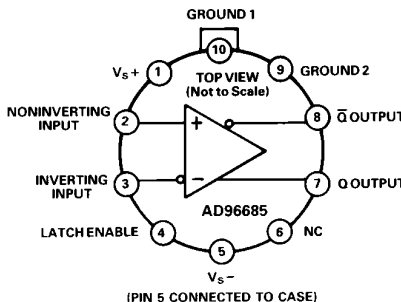 GROUND 1
10
VS+
1
TOP VIEW
(Not to Scale)
9
GROUND 2
NONINVERTING
INPUT
2
+
8
Q̅ OUTPUT
INVERTING
INPUT
3
−
7
Q OUTPUT
AD96685
LATCH ENABLE
4
6
NC
5
VS−
(PIN 5 CONNECTED TO CASE)